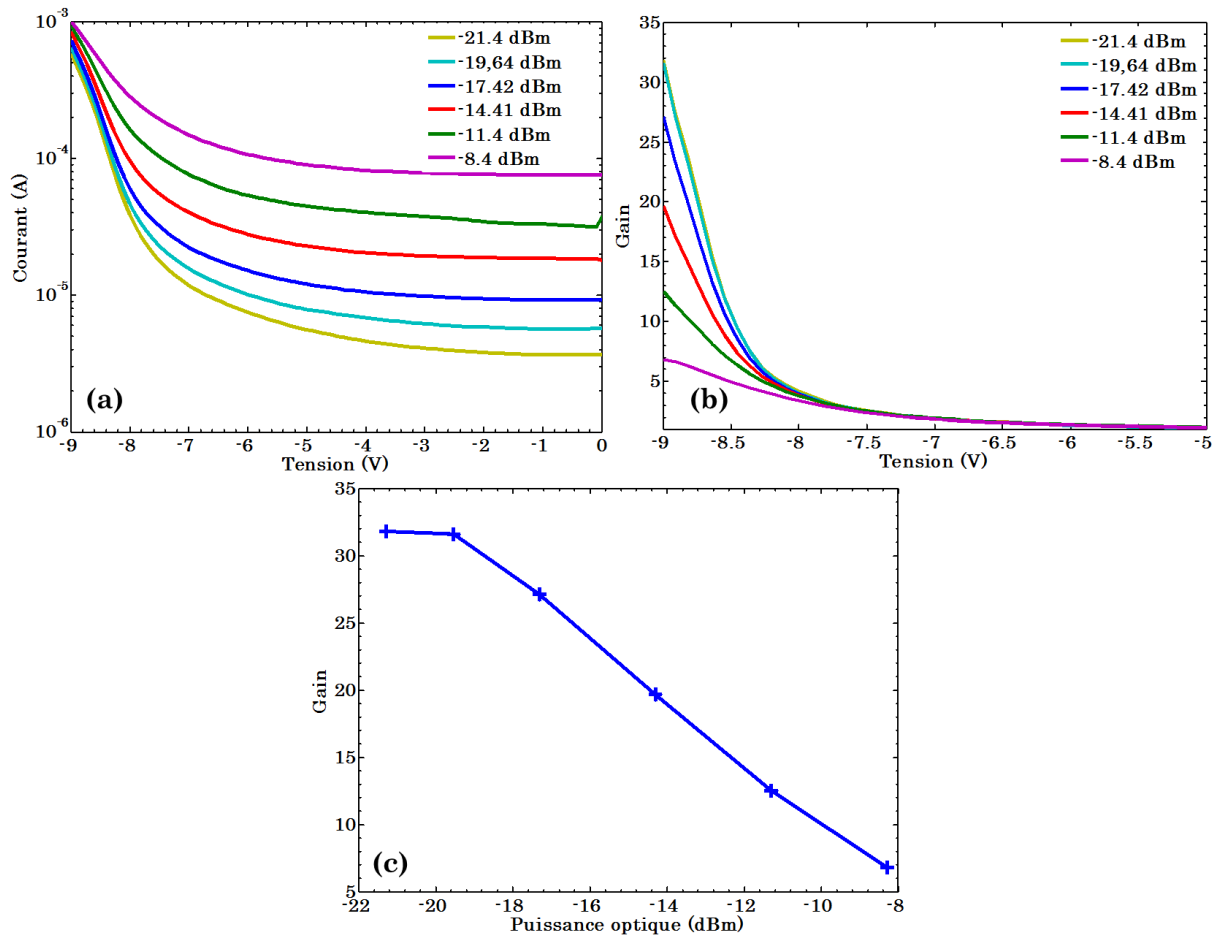 10^-3
10^-4
10^-5
10^-6
Courant (A)
-21.4 dBm
-19,64 dBm
-17.42 dBm
-14.41 dBm
-11.4 dBm
-8.4 dBm
(a)
-9 -8 -7 -6 -5 -4 -3 -2 -1 0
Tension (V)
35
30
25
20
15
10
5
Gain
-21.4 dBm
-19,64 dBm
-17.42 dBm
-14.41 dBm
-11.4 dBm
-8.4 dBm
(b)
-9 -8.5 -8 -7.5 -7 -6.5 -6 -5.5 -5
Tension (V)
35
30
25
20
15
10
5
Gain
(c)
-22 -20 -18 -16 -14 -12 -10 -8
Puissance optique (dBm)